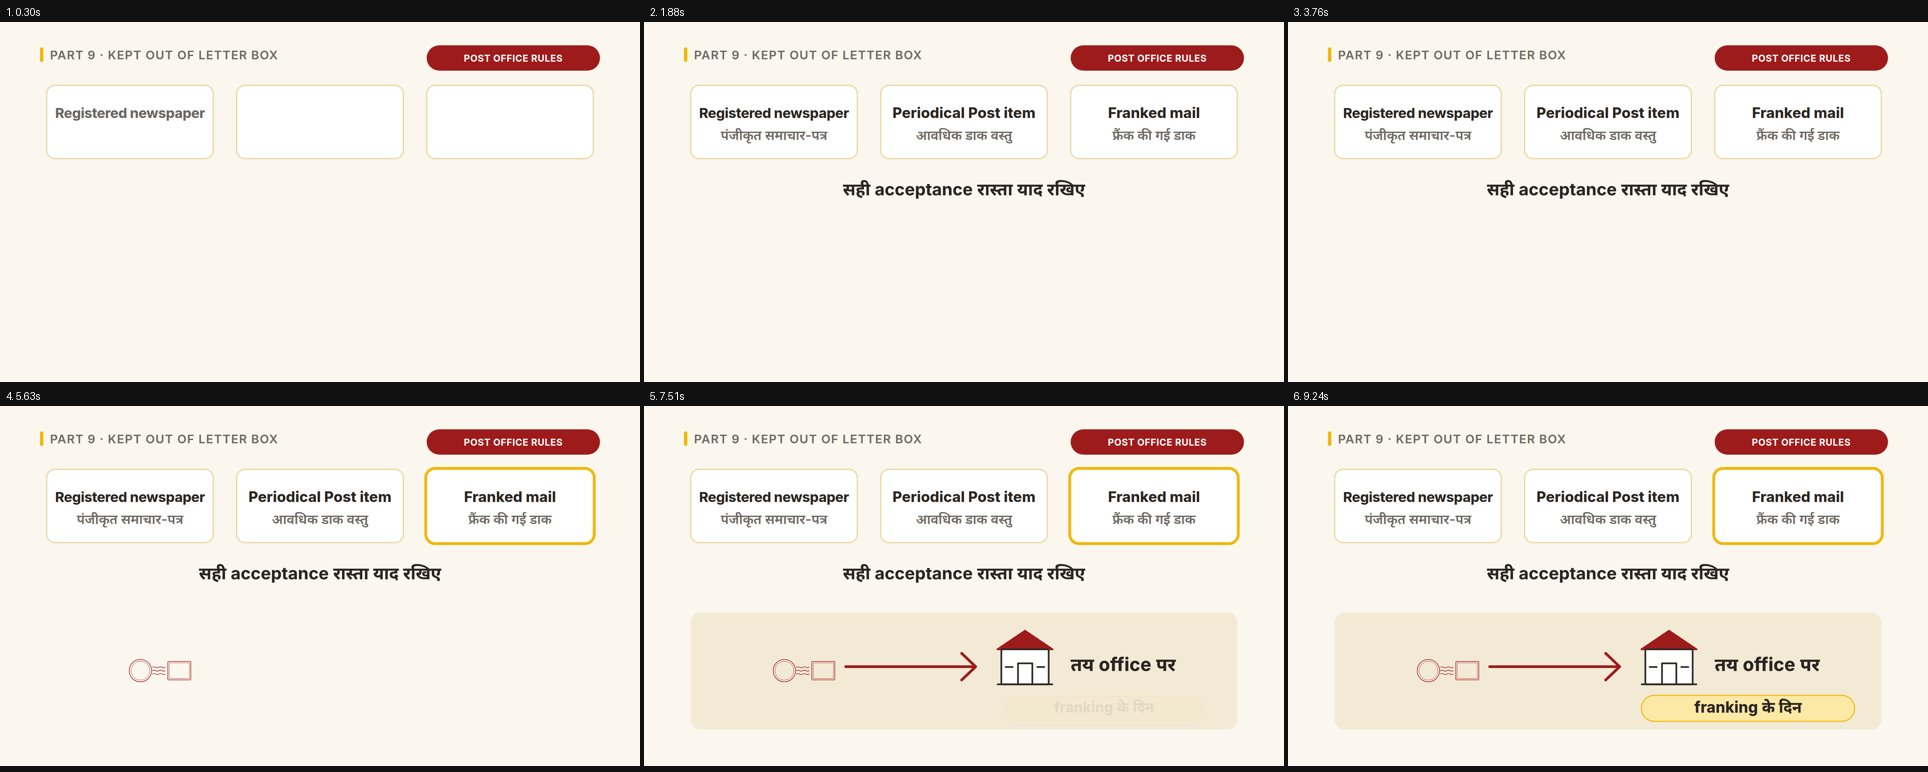 1. 0.30s
PART 9 · KEPT OUT OF LETTER BOX
POST OFFICE RULES
Registered newspaper
2. 1.88s
PART 9 · KEPT OUT OF LETTER BOX
POST OFFICE RULES
Registered newspaper
पंजीकृत समाचार-पत्र
Periodical Post item
आवधिक डाक वस्तु
Franked mail
फ्रैंक की गई डाक
सही acceptance रास्ता याद रखिए
3. 3.76s
PART 9 · KEPT OUT OF LETTER BOX
POST OFFICE RULES
Registered newspaper
पंजीकृत समाचार-पत्र
Periodical Post item
आवधिक डाक वस्तु
Franked mail
फ्रैंक की गई डाक
सही acceptance रास्ता याद रखिए
4. 5.63s
PART 9 · KEPT OUT OF LETTER BOX
POST OFFICE RULES
Registered newspaper
पंजीकृत समाचार-पत्र
Periodical Post item
आवधिक डाक वस्तु
Franked mail
फ्रैंक की गई डाक
सही acceptance रास्ता याद रखिए
5. 7.51s
PART 9 · KEPT OUT OF LETTER BOX
POST OFFICE RULES
Registered newspaper
पंजीकृत समाचार-पत्र
Periodical Post item
आवधिक डाक वस्तु
Franked mail
फ्रैंक की गई डाक
सही acceptance रास्ता याद रखिए
तय office पर
franking के दिन
6. 9.24s
PART 9 · KEPT OUT OF LETTER BOX
POST OFFICE RULES
Registered newspaper
पंजीकृत समाचार-पत्र
Periodical Post item
आवधिक डाक वस्तु
Franked mail
फ्रैंक की गई डाक
सही acceptance रास्ता याद रखिए
तय office पर
franking के दिन